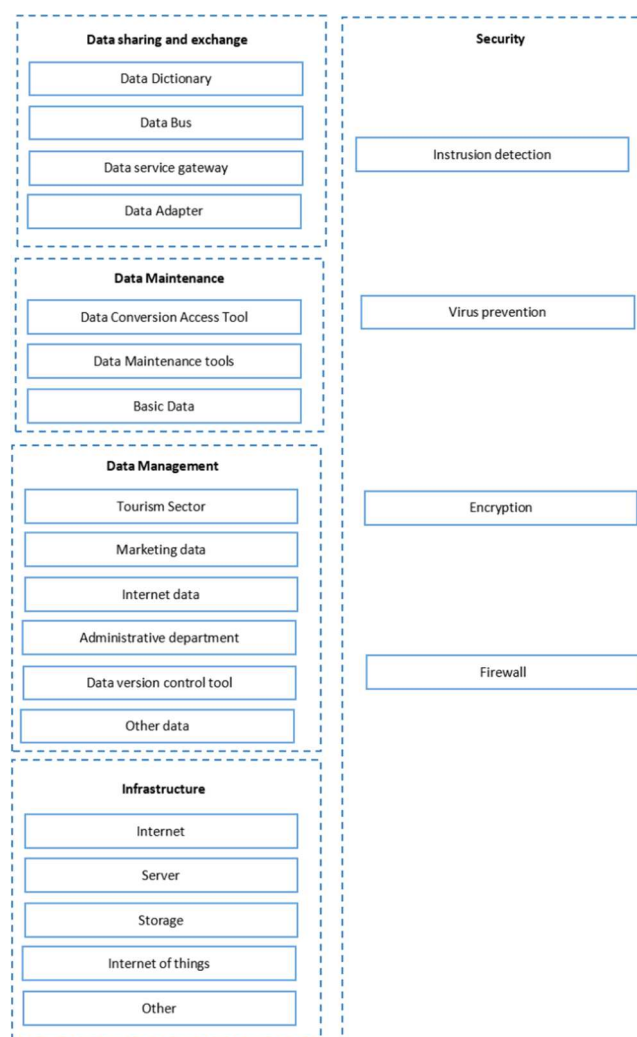 Data sharing and exchange
Data Dictionary
Data Bus
Data service gateway
Data Adapter
Data Maintenance
Data Conversion Access Tool
Data Maintenance tools
Basic Data
Data Management
Tourism Sector
Marketing data
Internet data
Administrative department
Data version control tool
Other data
Infrastructure
Internet
Server
Storage
Internet of things
Other
Security
Instrusion detection
Virus prevention
Encryption
Firewall